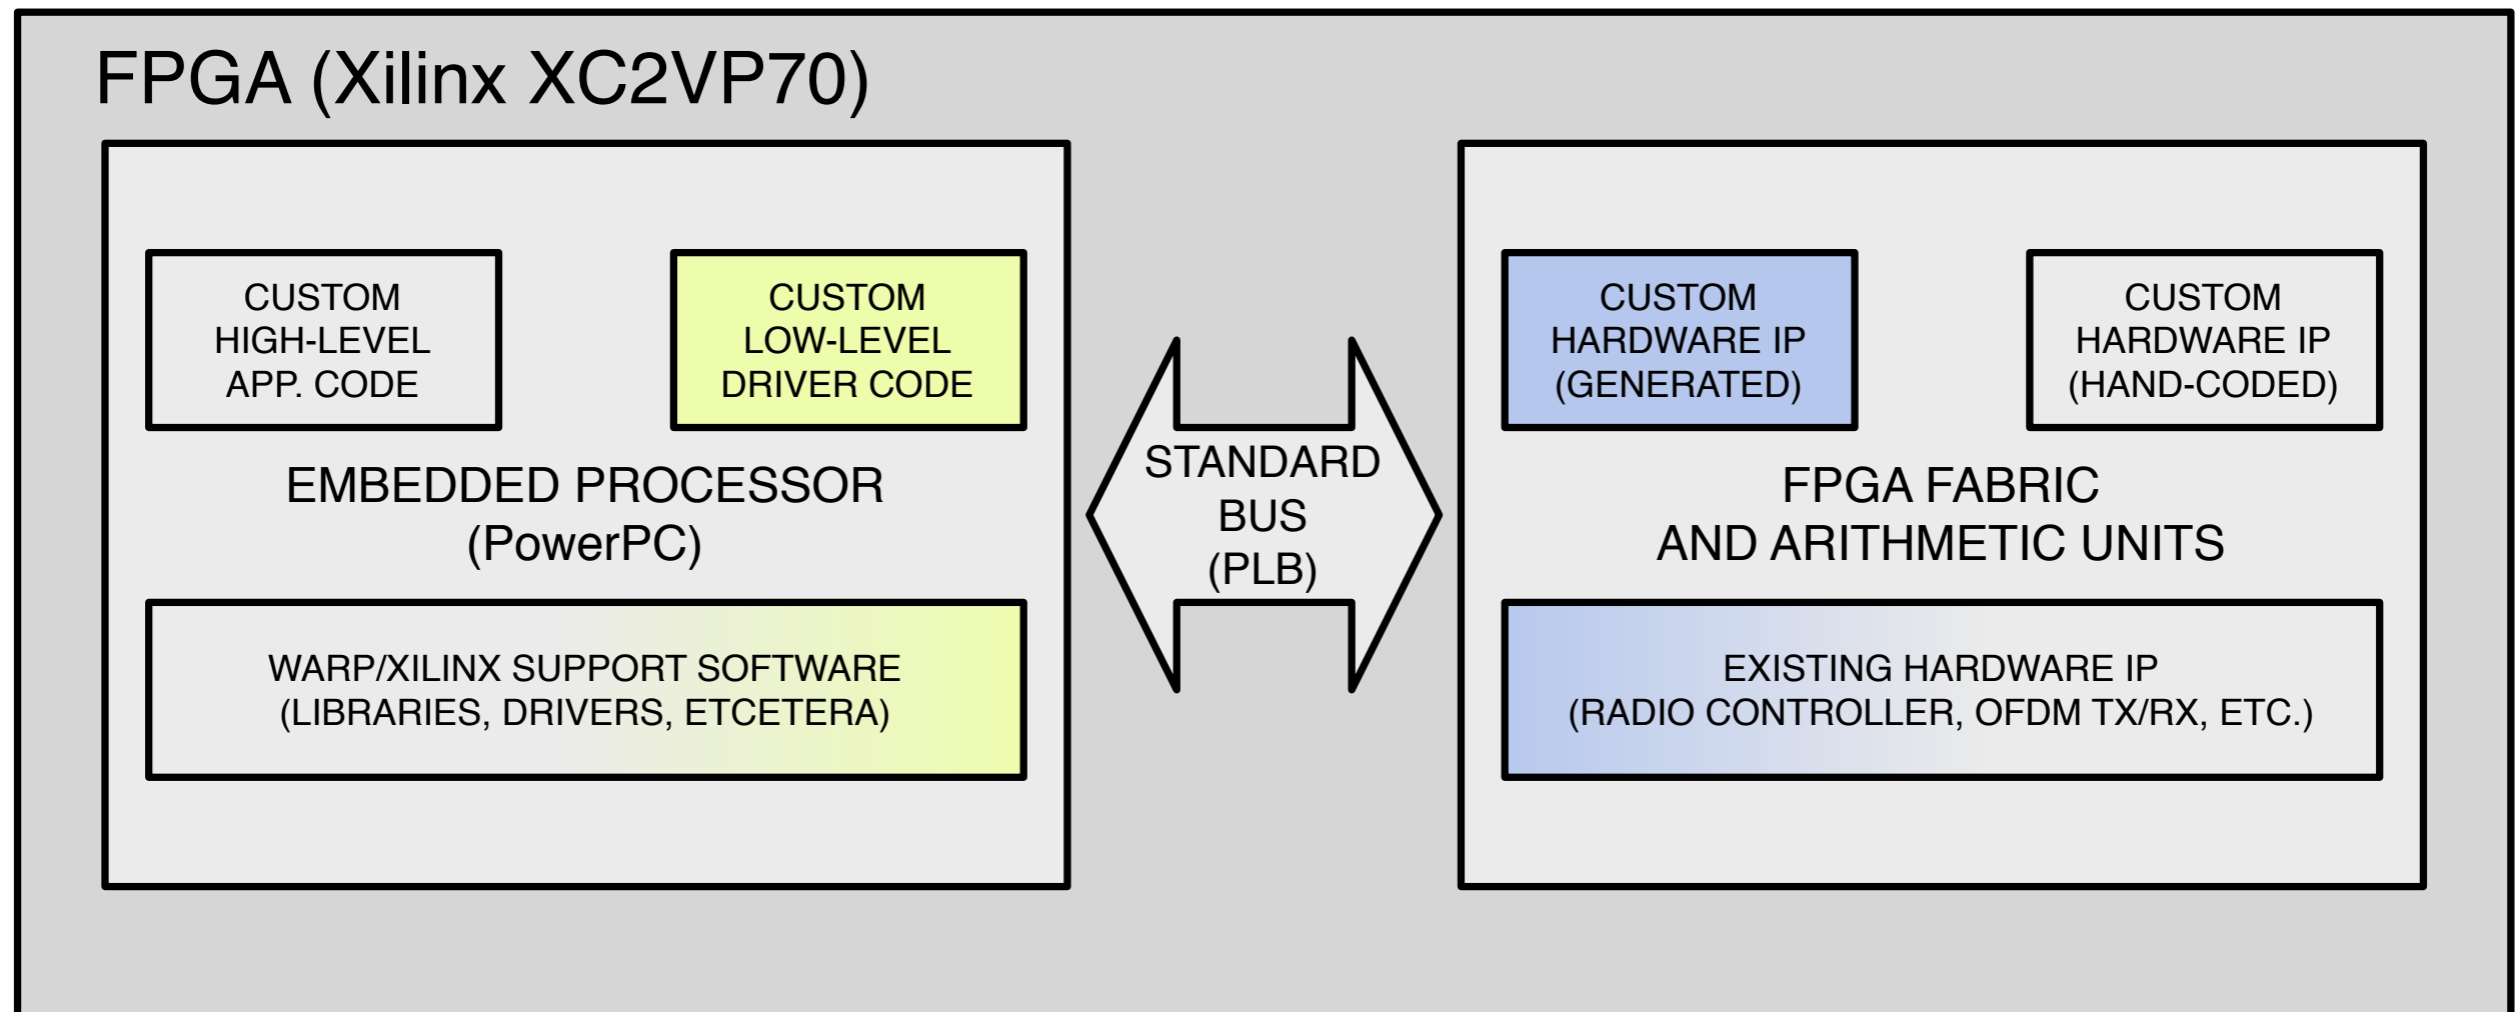 FPGA (Xilinx XC2VP70)
CUSTOM
HIGH-LEVEL
APP. CODE
CUSTOM
LOW-LEVEL
DRIVER CODE
EMBEDDED PROCESSOR
(PowerPC)
WARP/XILINX SUPPORT SOFTWARE
(LIBRARIES, DRIVERS, ETCETERA)
STANDARD
BUS
(PLB)
CUSTOM
HARDWARE IP
(GENERATED)
CUSTOM
HARDWARE IP
(HAND-CODED)
FPGA FABRIC
AND ARITHMETIC UNITS
EXISTING HARDWARE IP
(RADIO CONTROLLER, OFDM TX/RX, ETC.)